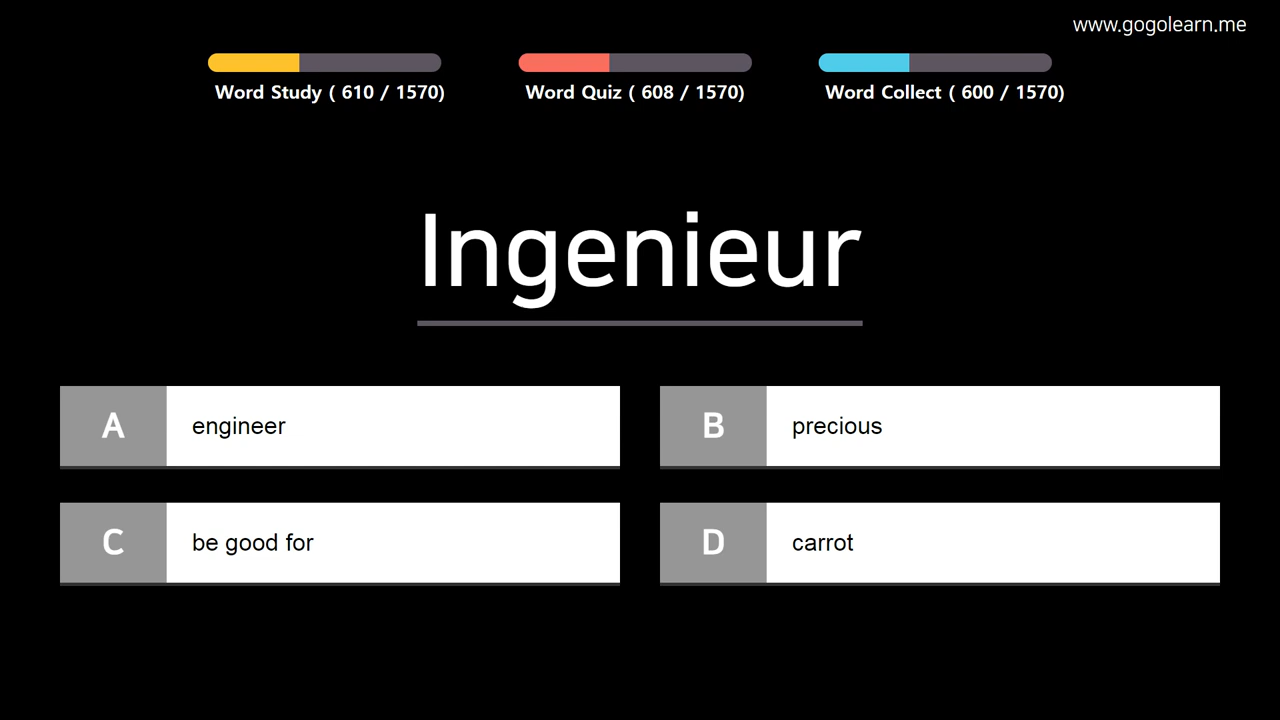 www.gogolearn.me
Word Study ( 610 / 1570)
Word Quiz ( 608 / 1570)
Word Collect ( 600 / 1570)
Ingenieur
A engineer
B precious
C be good for
D carrot